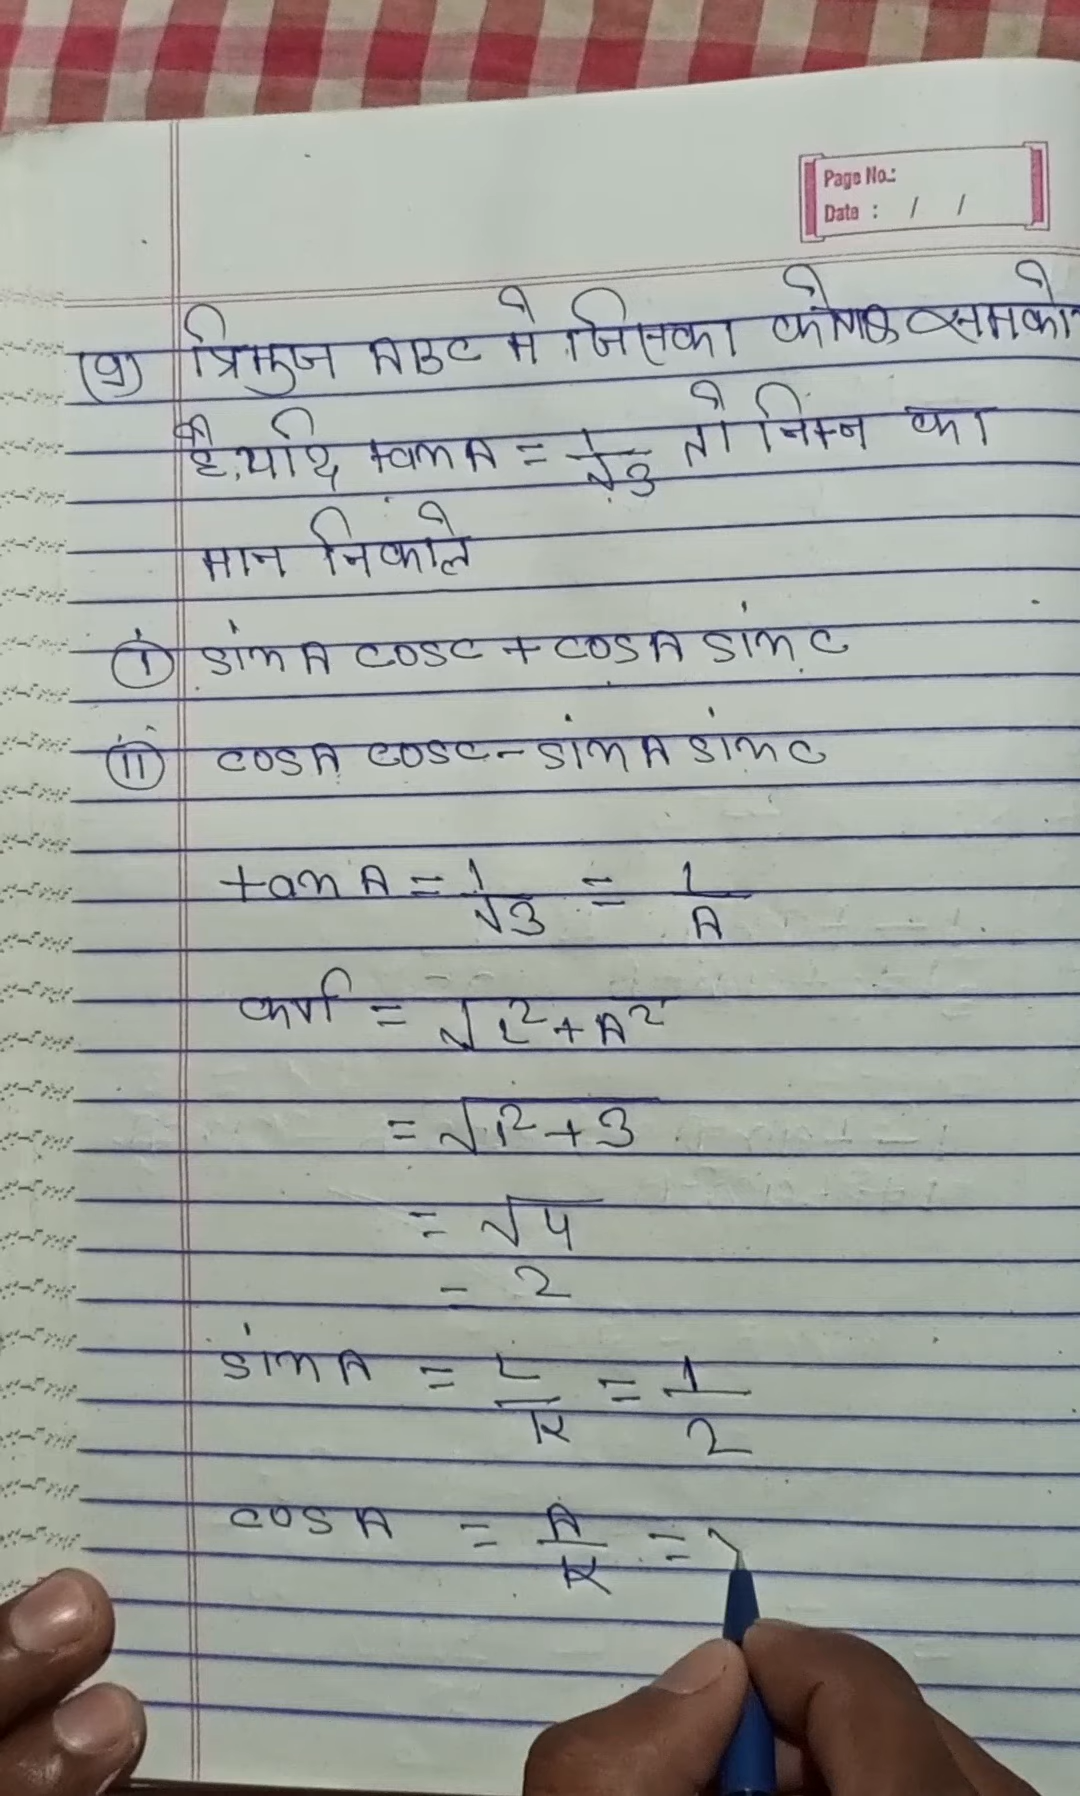 Page No.:
Date : / /
(9) त्रिभुज ABC में जिसका कोण B समको
है, यदि tan A = 1/√3 तो निम्न का
मान निकाले
(i) sin A cos C + cos A sin C
(ii) cos A cos C - sin A sin C
tan A = 1/√3 = L/A
कर्ण = √L² + A²
= √1² + 3
= √4
= 2
sin A = L/K = 1/2
cos A = A/K =